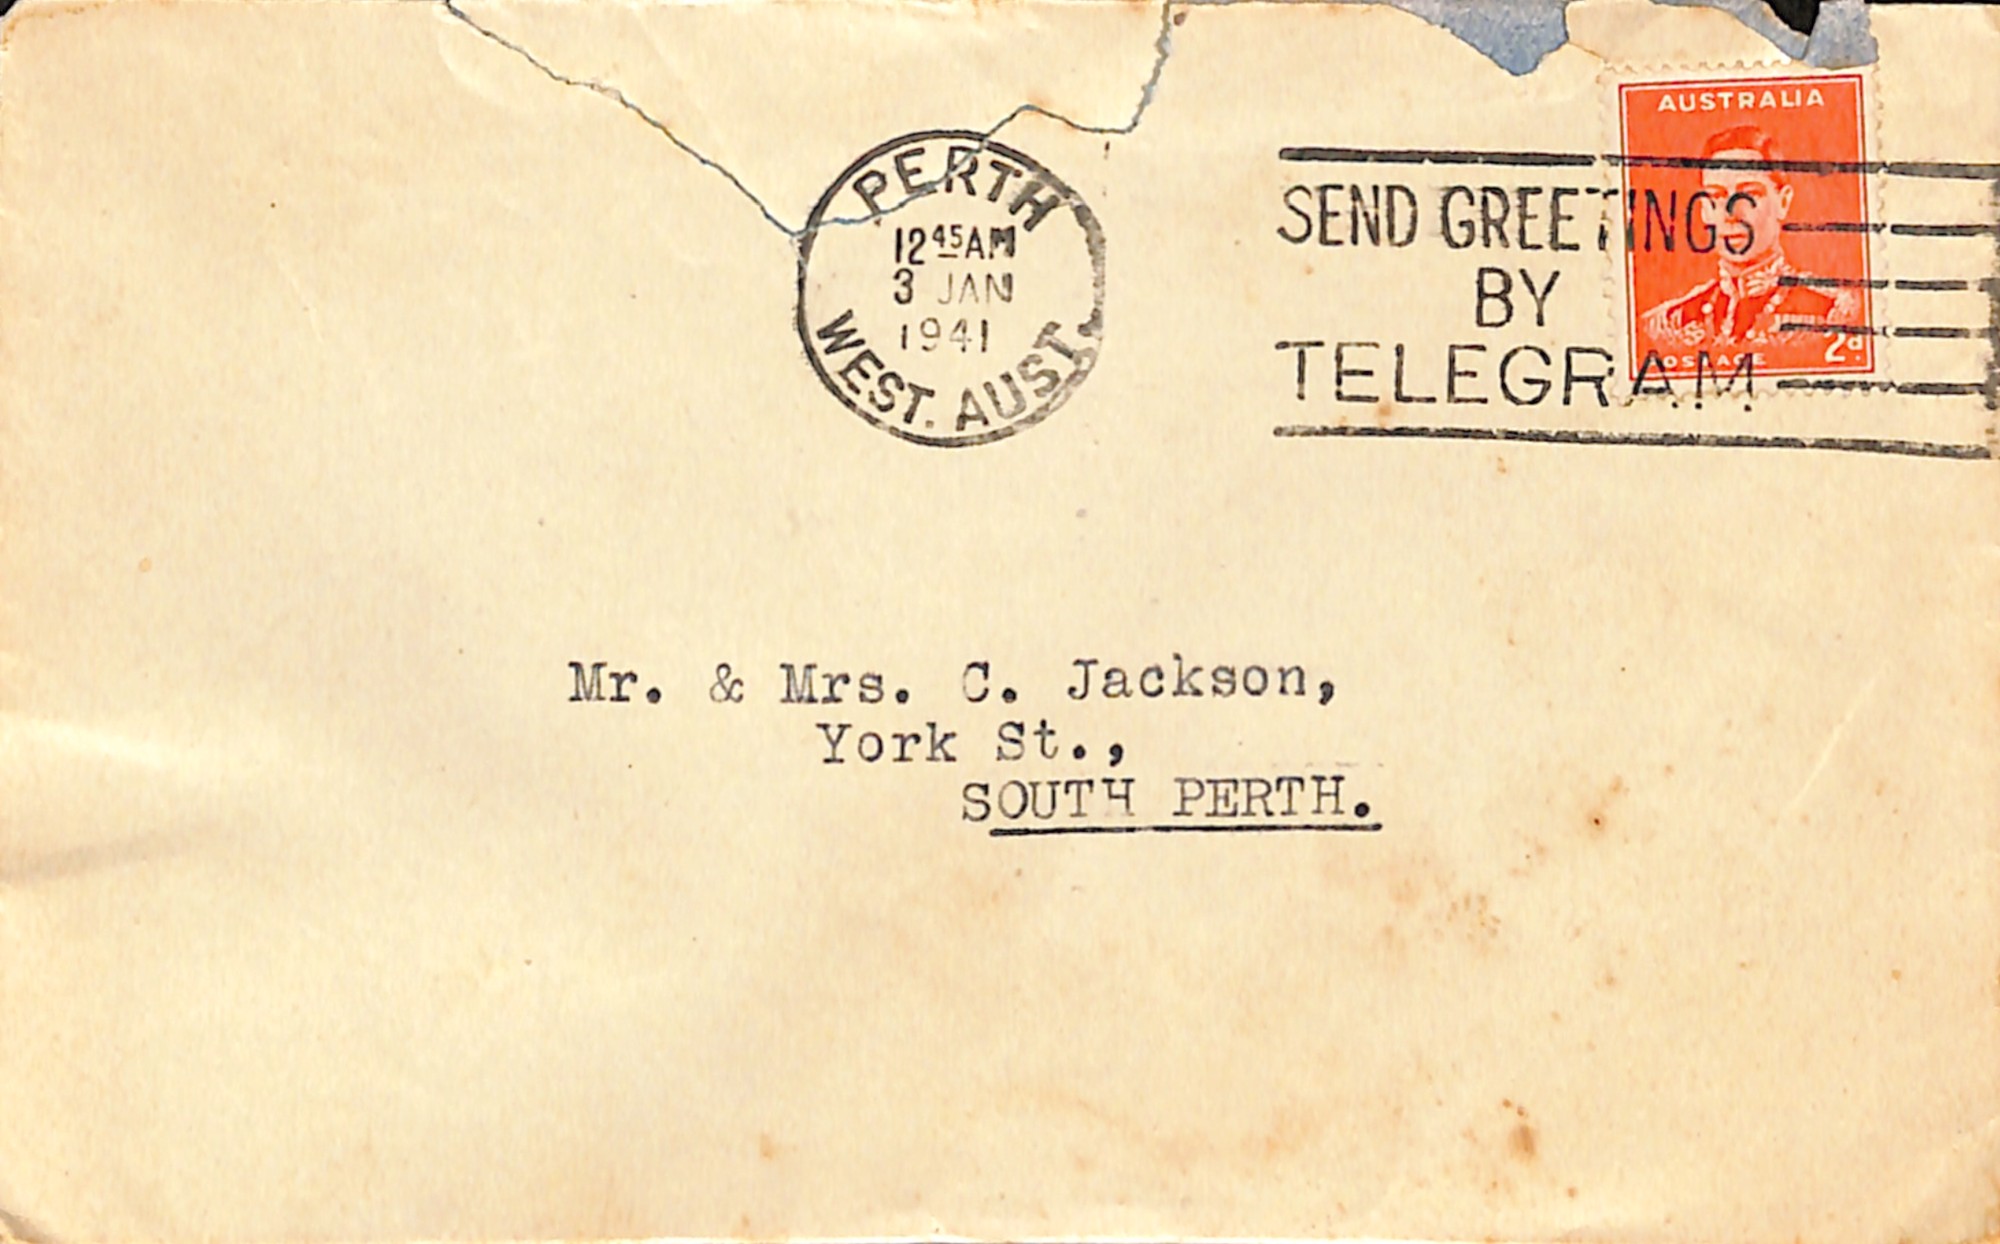 AUSTRALIA
POSTAGE
2d.
PERTH
12 45 AM
3 JAN
1941
WEST. AUST.
SEND GREETINGS
BY
TELEGRAM
Mr. & Mrs. C. Jackson,
York St.,
SOUTH PERTH.